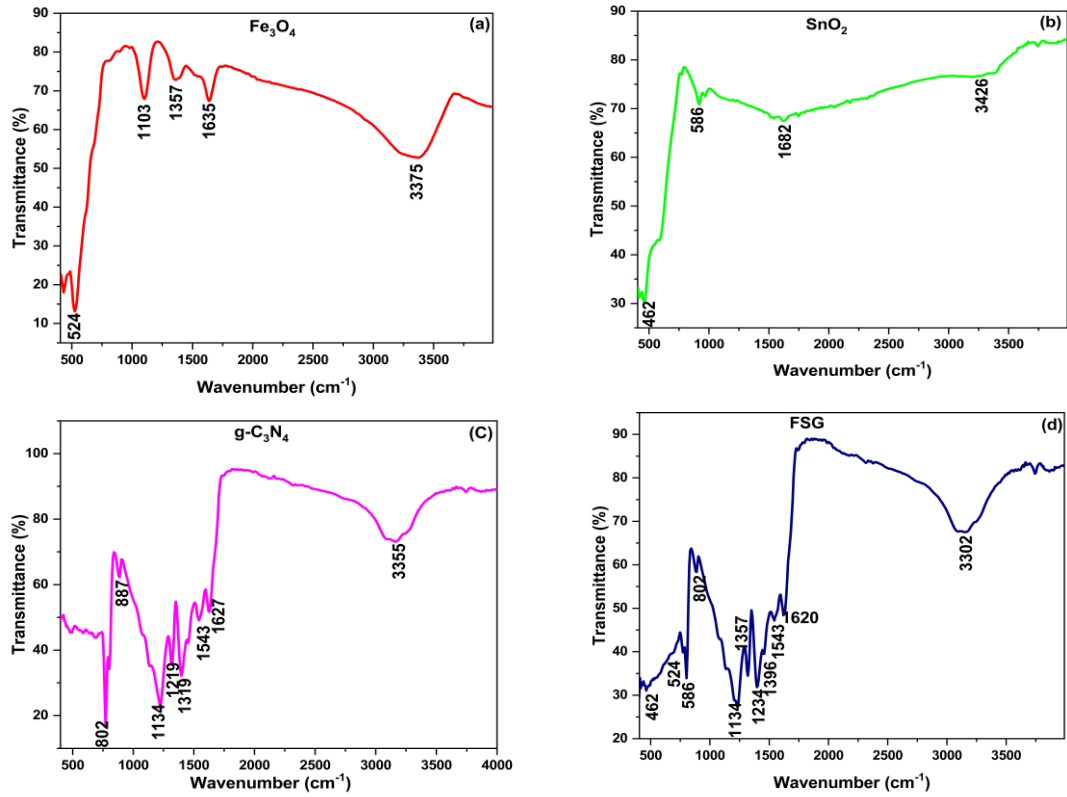 Fe₃O₄
(a)
Transmittance (%)
90
80
70
60
50
40
30
20
10
524
1103
1357
1635
3375
500 1000 1500 2000 2500 3000 3500
Wavenumber (cm⁻¹)
SnO₂
(b)
Transmittance (%)
90
80
70
60
50
40
30
462
586
1682
3426
500 1000 1500 2000 2500 3000 3500
Wavenumber (cm⁻¹)
g-C₃N₄
(C)
Transmittance (%)
100
80
60
40
20
802
887
1134
1219
1319
1543
1627
3355
500 1000 1500 2000 2500 3000 3500 4000
Wavenumber (cm⁻¹)
FSG
(d)
Transmittance (%)
90
80
70
60
50
40
30
20
462
524
586
802
1134
1357
1234
1396
1543
1620
3302
500 1000 1500 2000 2500 3000 3500
Wavenumber (cm⁻¹)